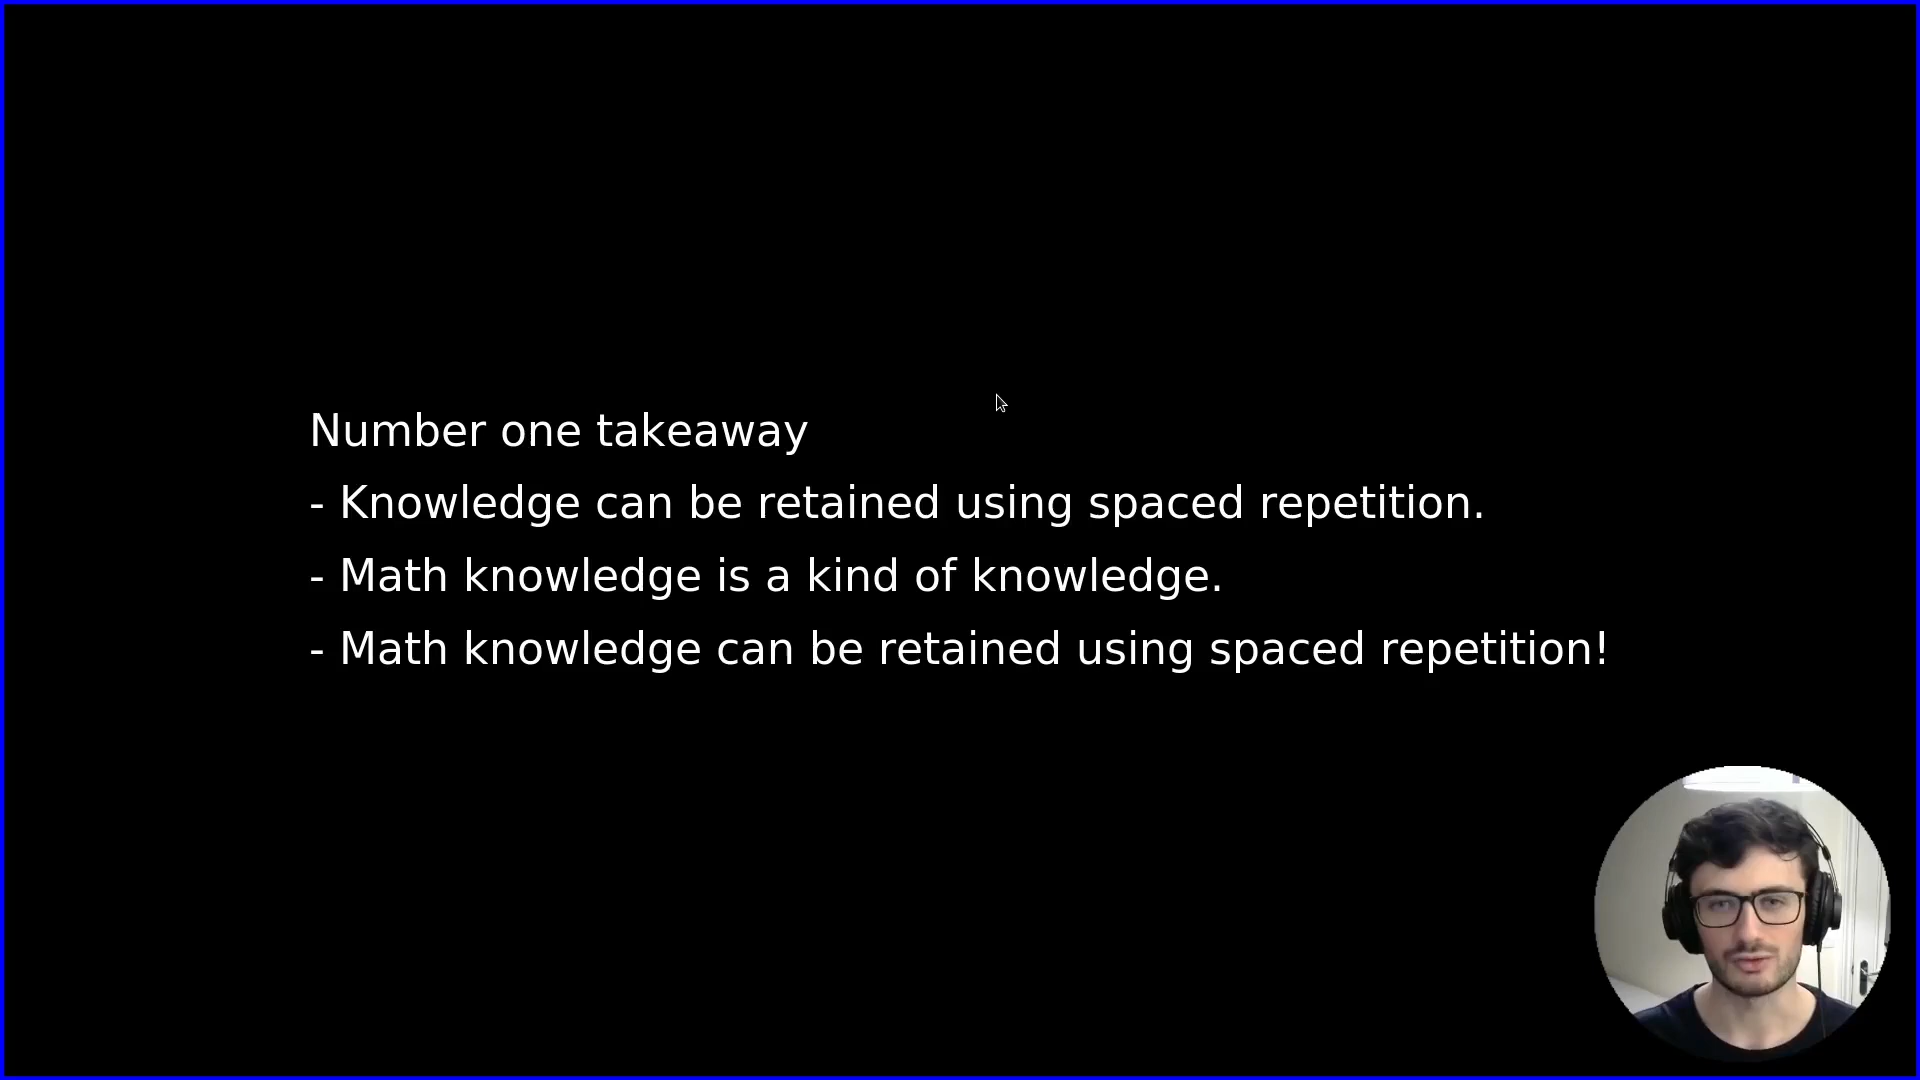 Number one takeaway
- Knowledge can be retained using spaced repetition.
- Math knowledge is a kind of knowledge.
- Math knowledge can be retained using spaced repetition!